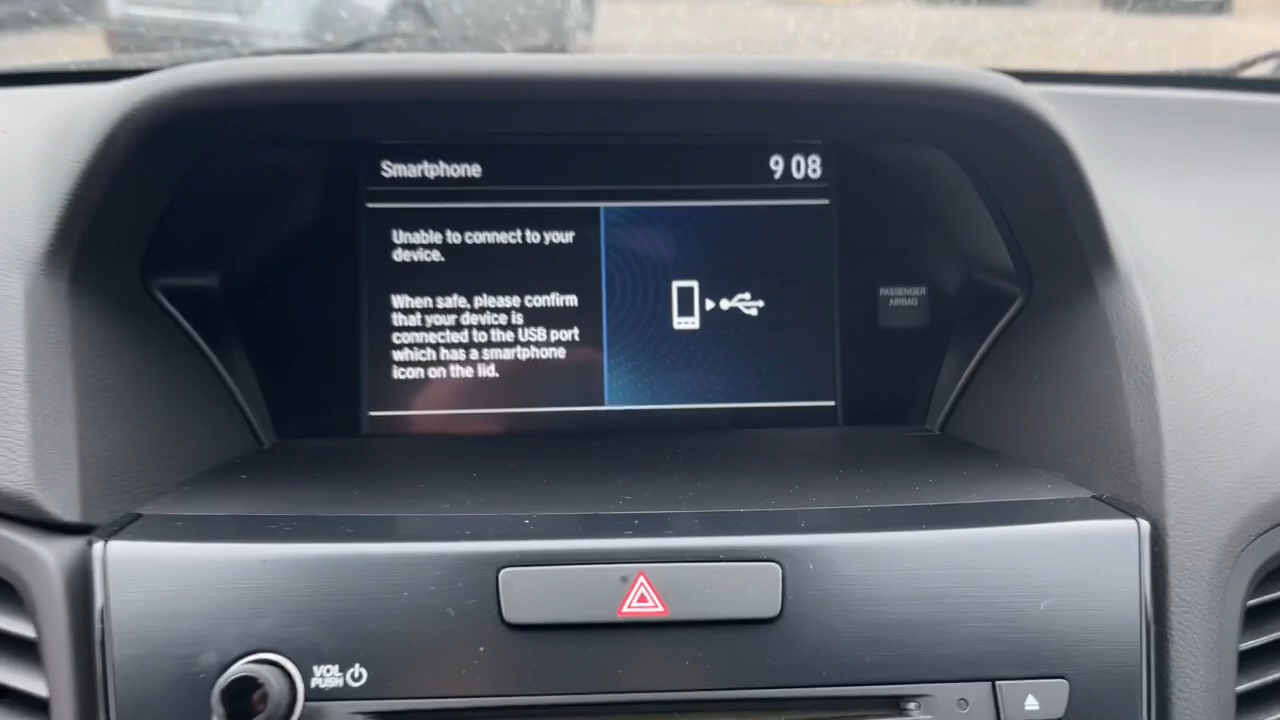 Smartphone
9 08
Unable to connect to your
device.
When safe, please confirm
that your device is
connected to the USB port
which has a smartphone
icon on the lid.
PASSENGER
AIRBAG
VOL
PUSH